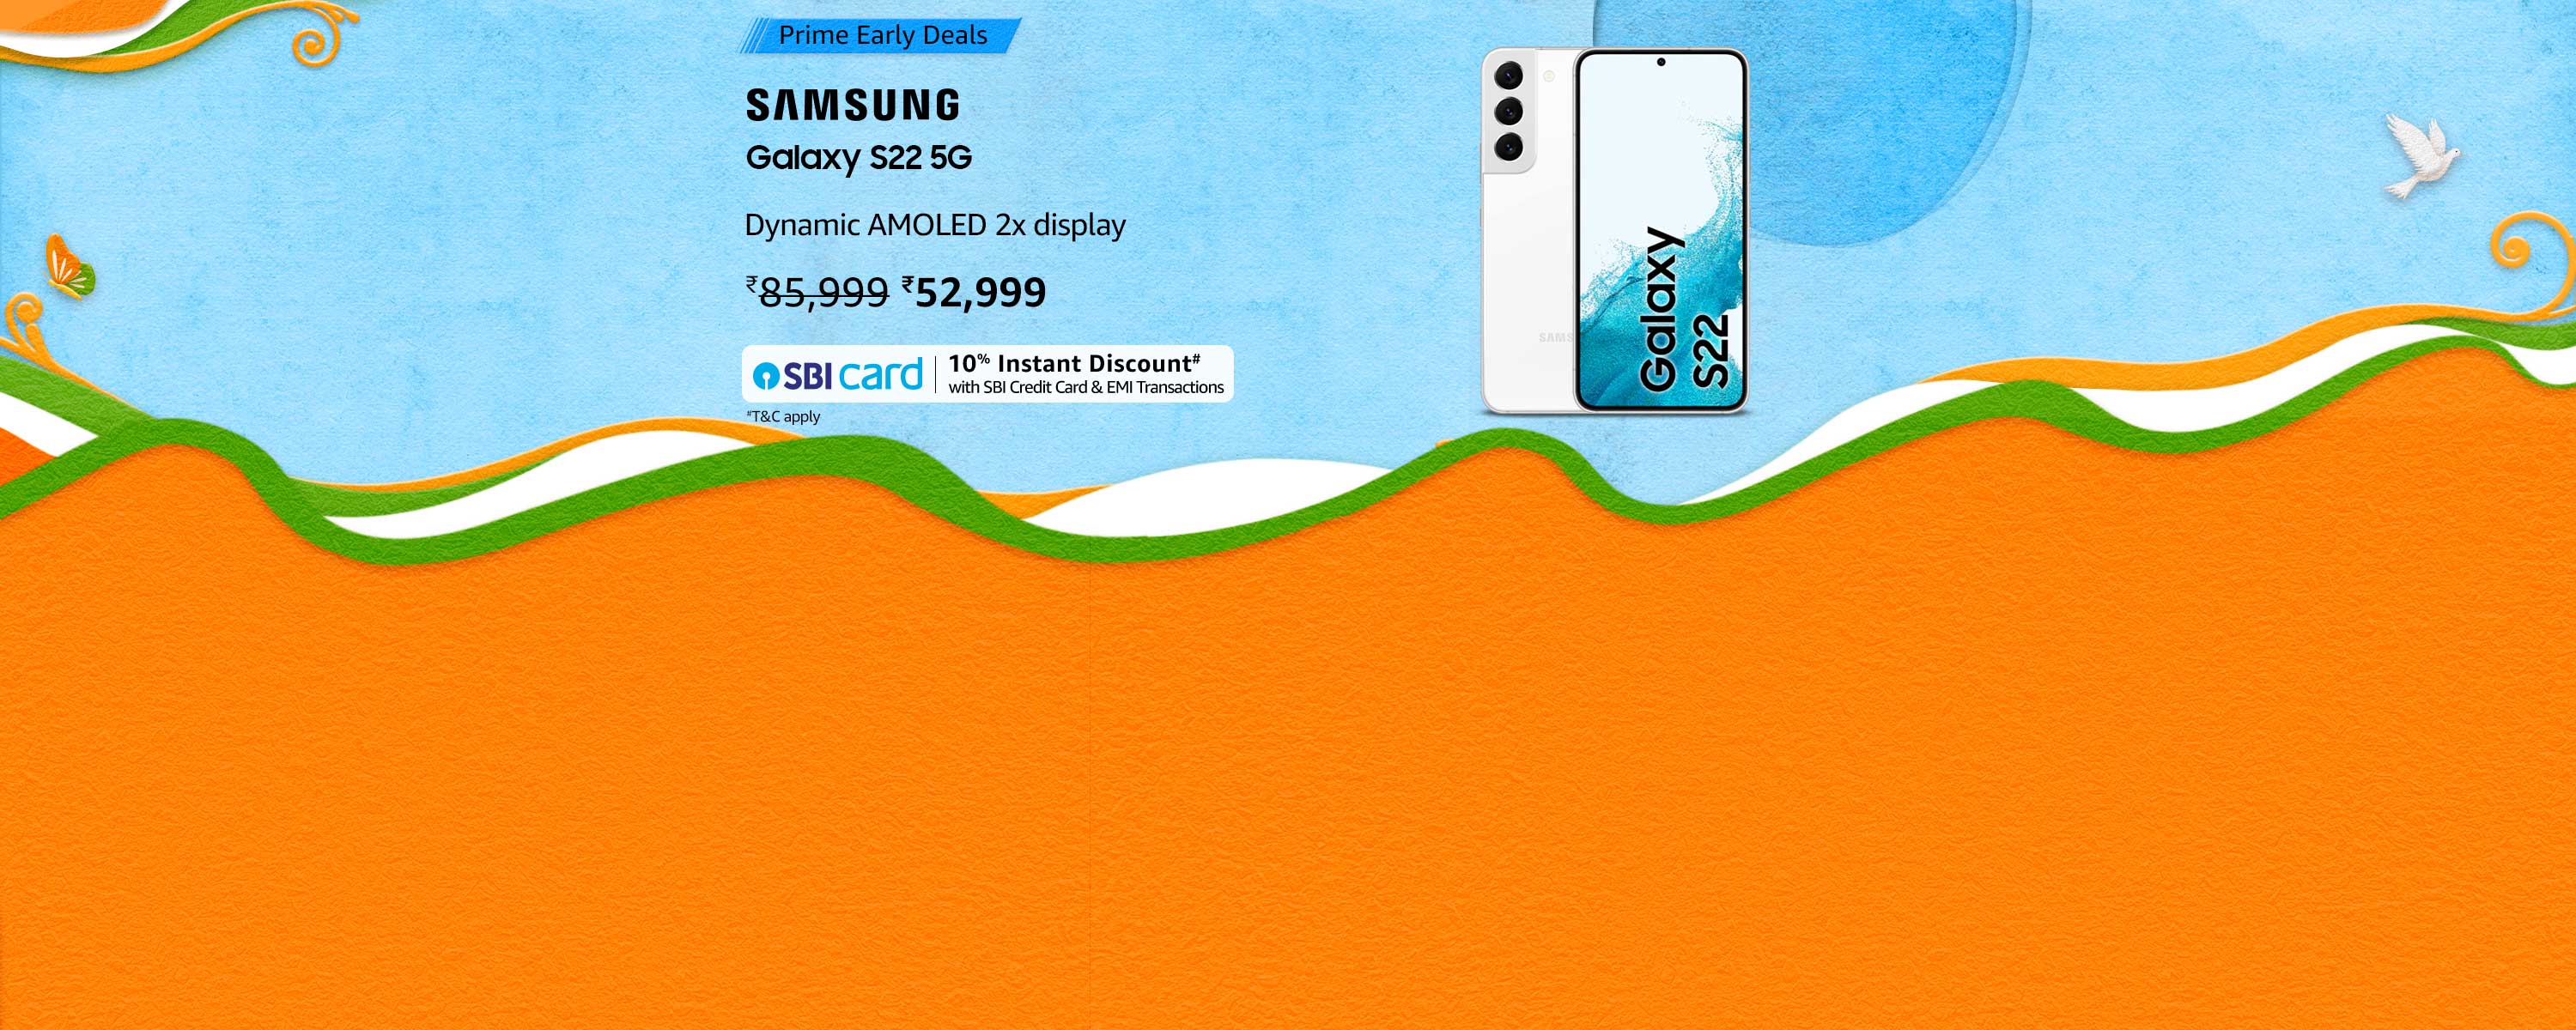 Prime Early Deals
SAMSUNG
Galaxy S22 5G
Dynamic AMOLED 2x display
₹85,999 ₹52,999
SBI card
10% Instant Discount#
with SBI Credit Card & EMI Transactions
#T&C apply
Galaxy
S22